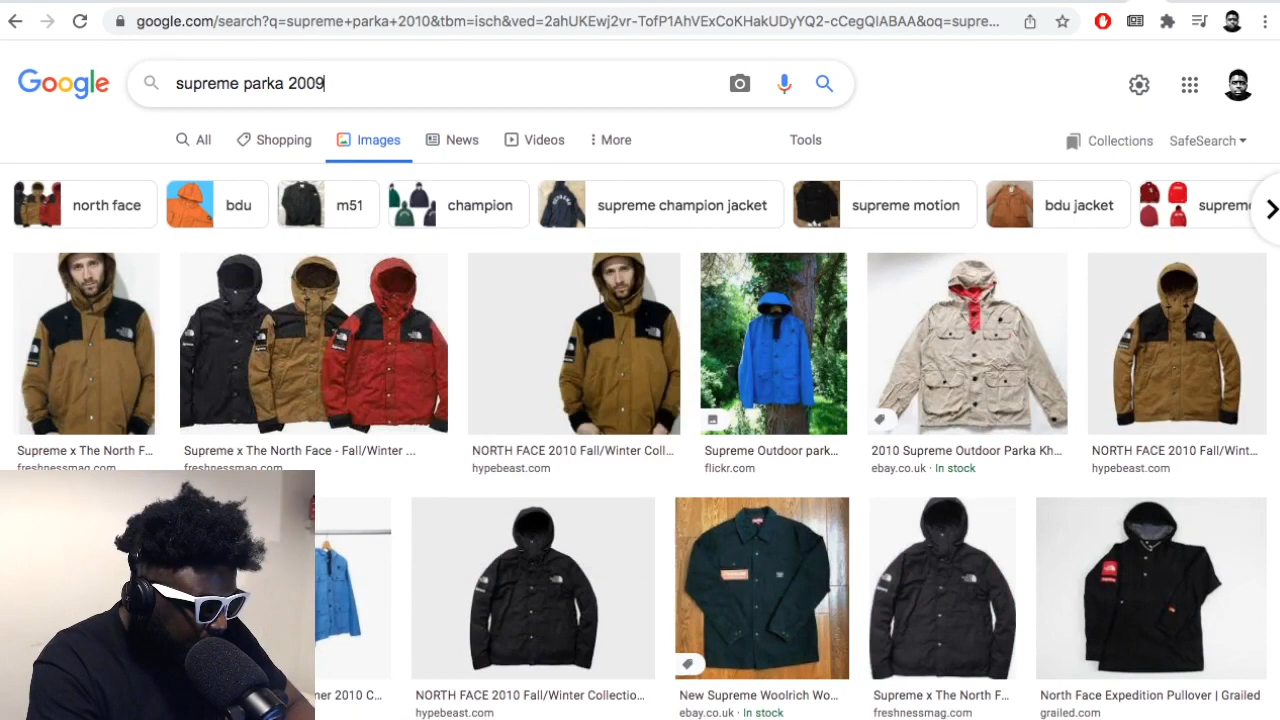 google.com/search?q=supreme+parka+2010&tbm=isch&ved=2ahUKEwj2vr-TofP1AhVExCoKHakUDyYQ2-cCegQIABAA&oq=supre...
Google
supreme parka 2009
All
Shopping
Images
News
Videos
More
Tools
Collections
SafeSearch
north face
bdu
m51
champion
supreme champion jacket
supreme motion
bdu jacket
supreme
Supreme x The North F...
Supreme x The North Face - Fall/Winter ...
NORTH FACE 2010 Fall/Winter Coll...
Supreme Outdoor park...
2010 Supreme Outdoor Parka Kh...
NORTH FACE 2010 Fall/Wint...
freshnessmag.com
freshnessmag.com
hypebeast.com
flickr.com
ebay.co.uk · In stock
hypebeast.com
ner 2010 C...
NORTH FACE 2010 Fall/Winter Collectio...
New Supreme Woolrich Wo...
Supreme x The North F...
North Face Expedition Pullover | Grailed
hypebeast.com
ebay.co.uk · In stock
freshnessmag.com
grailed.com